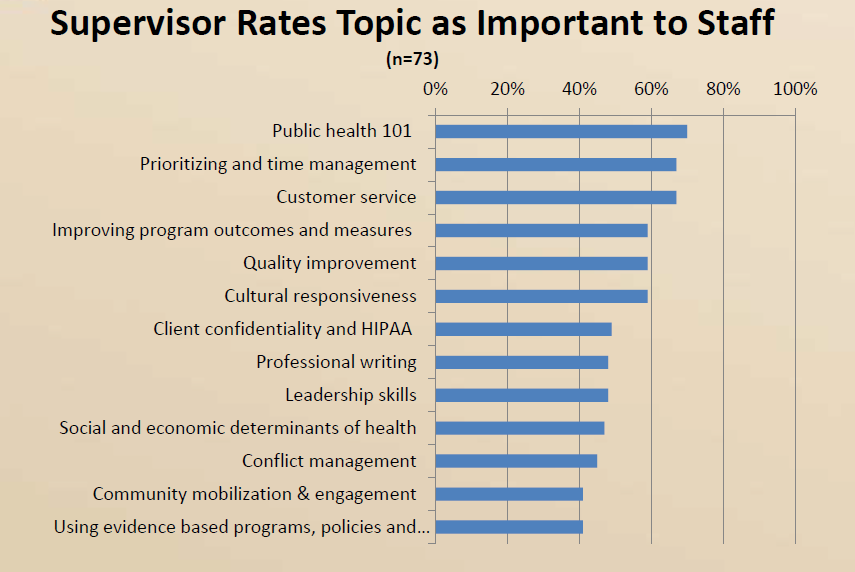 Supervisor Rates Topic as Important to Staff
(n=73)
0% 20% 40% 60% 80% 100%
Public health 101
Prioritizing and time management
Customer service
Improving program outcomes and measures
Quality improvement
Cultural responsiveness
Client confidentiality and HIPAA
Professional writing
Leadership skills
Social and economic determinants of health
Conflict management
Community mobilization & engagement
Using evidence based programs, policies and...